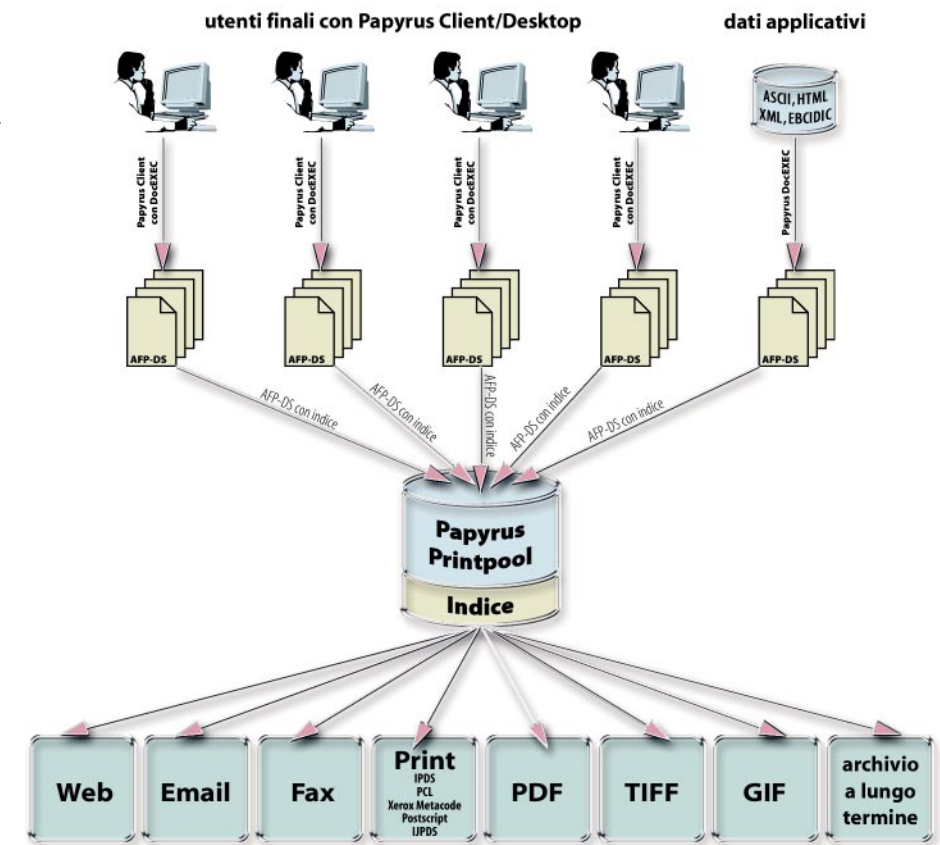 utenti finali con Papyrus Client/Desktop
dati applicativi
ASCII, HTML
XML, EBCIDIC
Papyrus Client
con DocEXEC
Papyrus Client
con DocEXEC
Papyrus Client
con DocEXEC
Papyrus Client
con DocEXEC
Papyrus DocEXEC
AFP-DS
AFP-DS
AFP-DS
AFP-DS
AFP-DS
AFP-DS con indice
AFP-DS con indice
AFP-DS con indice
AFP-DS con indice
AFP-DS con indice
Papyrus
Printpool
Indice
Web
Email
Fax
Print
IPDS
PCL
Xerox Metacode
Postscript
IJPDS
PDF
TIFF
GIF
archivio
a lungo
termine